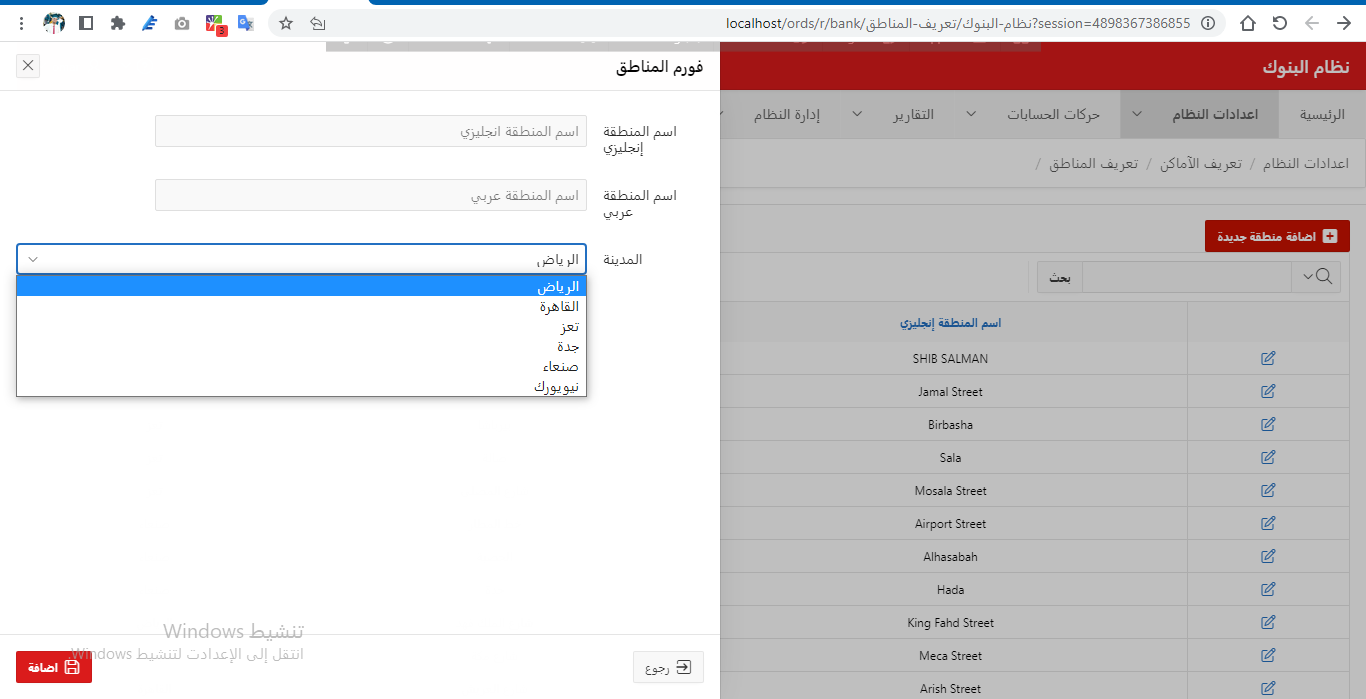 localhost/ords/r/bank/نظام-البنوك/تعريف-المناطق?session=4898367386855
3
نظام البنوك
الرئيسية
اعدادات النظام
حركات الحسابات
التقارير
إدارة النظام
اعدادات النظام / تعريف الأماكن / تعريف المناطق /
اضافة منطقة جديدة
بحث
اسم المنطقة إنجليزي
SHIB SALMAN
Jamal Street
Birbasha
Sala
Mosala Street
Airport Street
Alhasabah
Hada
King Fahd Street
Meca Street
Arish Street
فورم المناطق
اسم المنطقة
إنجليزي
اسم المنطقة انجليزي
اسم المنطقة
عربي
اسم المنطقة عربي
المدينة
الرياض
الرياض
القاهرة
تعز
جدة
صنعاء
نيويورك
تنشيط Windows
انتقل إلى الإعدادت لتنشيط Windows
رجوع
اضافة